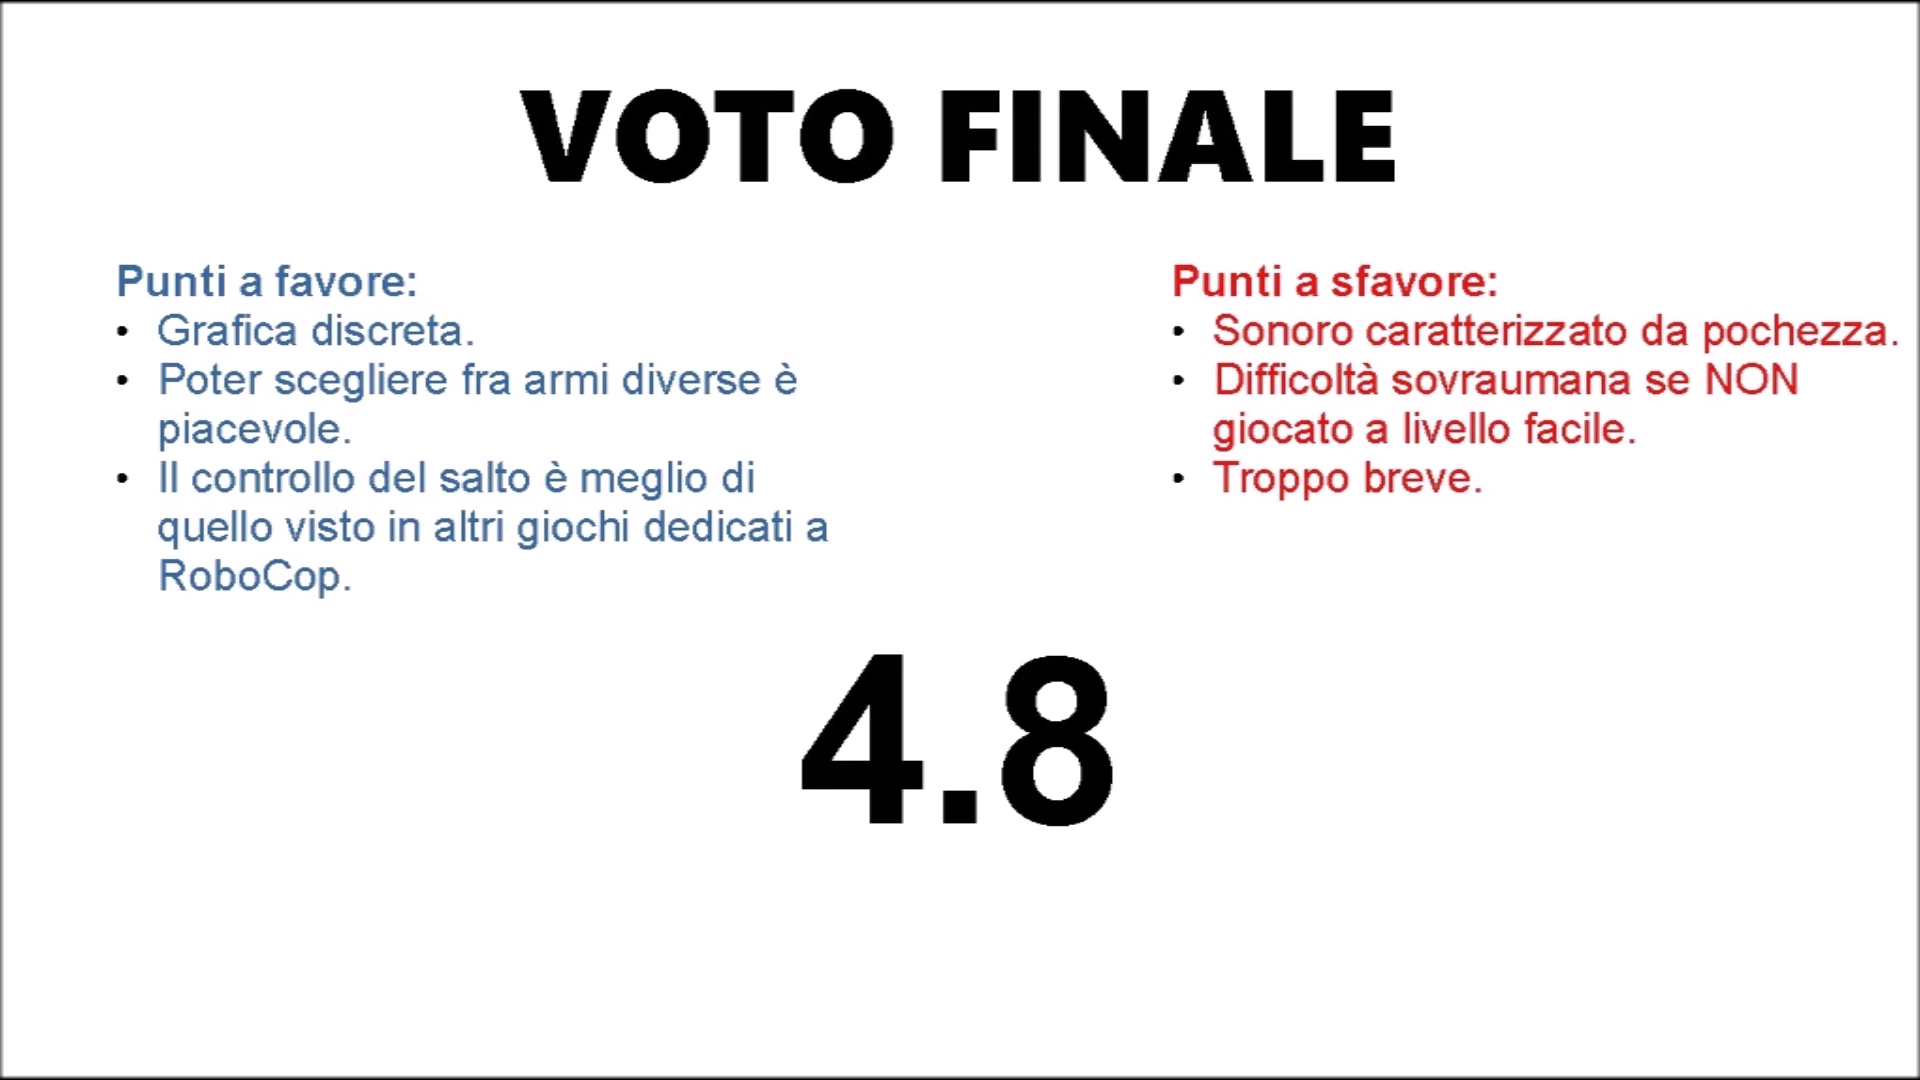 VOTO FINALE
Punti a favore:
• Grafica discreta.
• Poter scegliere fra armi diverse è
piacevole.
• Il controllo del salto è meglio di
quello visto in altri giochi dedicati a
RoboCop.
Punti a sfavore:
• Sonoro caratterizzato da pochezza.
• Difficoltà sovraumana se NON
giocato a livello facile.
• Troppo breve.
4.8